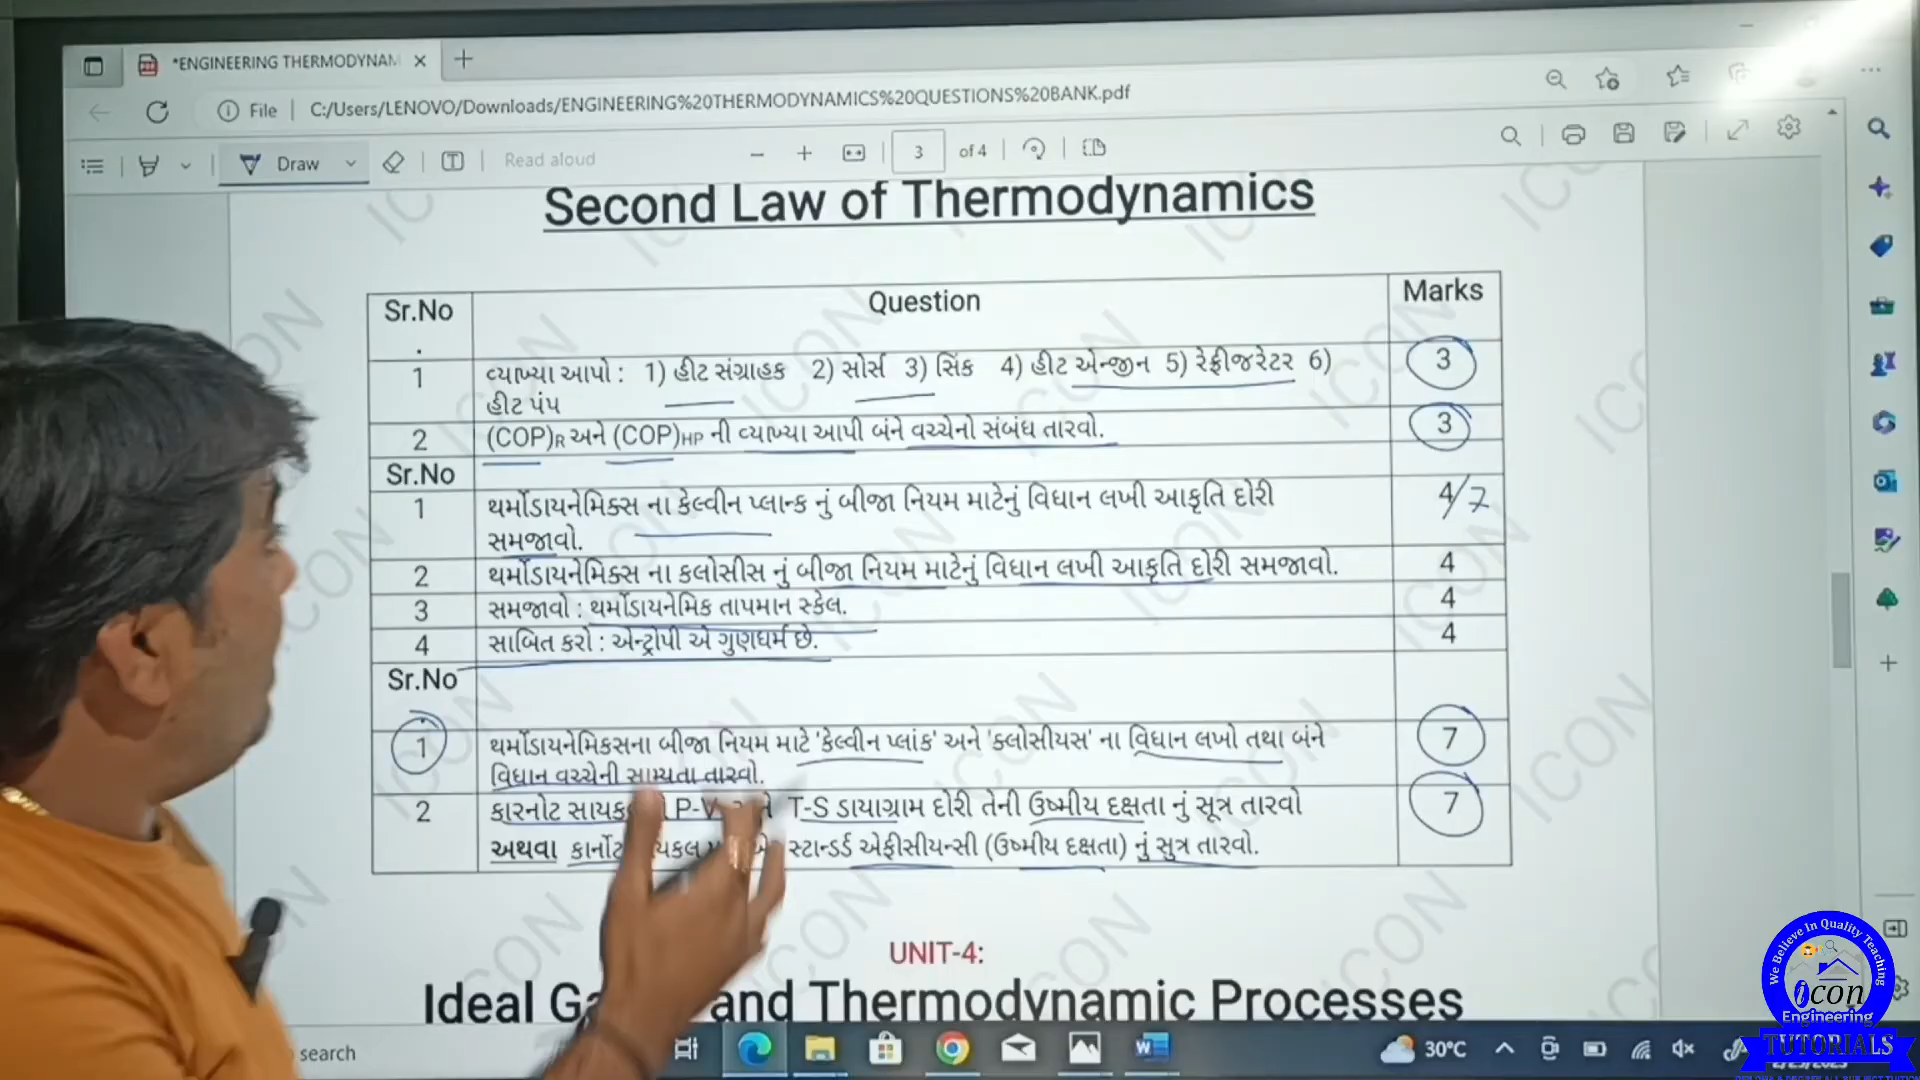 *ENGINEERING THERMODYNAM
File
C:/Users/LENOVO/Downloads/ENGINEERING%20THERMODYNAMICS%20QUESTIONS%20BANK.pdf
Draw
Read aloud
3 of 4
Second Law of Thermodynamics
Sr.No. Question Marks
1 વ્યાખ્યા આપો : 1) હીટ સંગ્રાહક 2) સોર્સ 3) સિંક 4) હીટ એન્જીન 5) રેફ્રીજરેટર 6) 3
હીટ પંપ
2 (COP)R અને (COP)HP ની વ્યાખ્યા આપી બંને વચ્ચેનો સંબંધ તારવો. 3
Sr.No
1 થર્મોડાયનેમિક્સ ના કેલ્વીન પ્લાન્ક નું બીજા નિયમ માટેનું વિધાન લખી આકૃતિ દોરી 4/7
સમજાવો.
2 થર્મોડાયનેમિક્સ ના કલોસીસ નું બીજા નિયમ માટેનું વિધાન લખી આકૃતિ દોરી સમજાવો. 4
3 સમજાવો : થર્મોડાયનેમિક તાપમાન સ્કેલ. 4
4 સાબિત કરો : એન્ટ્રોપી એ ગુણધર્મ છે. 4
Sr.No.
1 થર્મોડાયનેમિકસના બીજા નિયમ માટે 'કેલ્વીન પ્લાંક' અને 'ક્લોસીયસ' ના વિધાન લખો તથા બંને 7
વિધાન વચ્ચેની સામ્યતા તારવો.
2 કારનોટ P-V T-S ડાયાગ્રામ દોરી તેની ઉષ્મીય દક્ષતા નું સૂત્ર તારવો 7
અથવા સ્ટાન્ડર્ડ એફીસીયન્સી (ઉષ્મીય દક્ષતા) નું સુત્ર તારવો.
UNIT-4:
Ideal and Thermodynamic Processes
search
30°C
ICON
We Believe In Quality Teaching
icon
Engineering
TUTORIALS